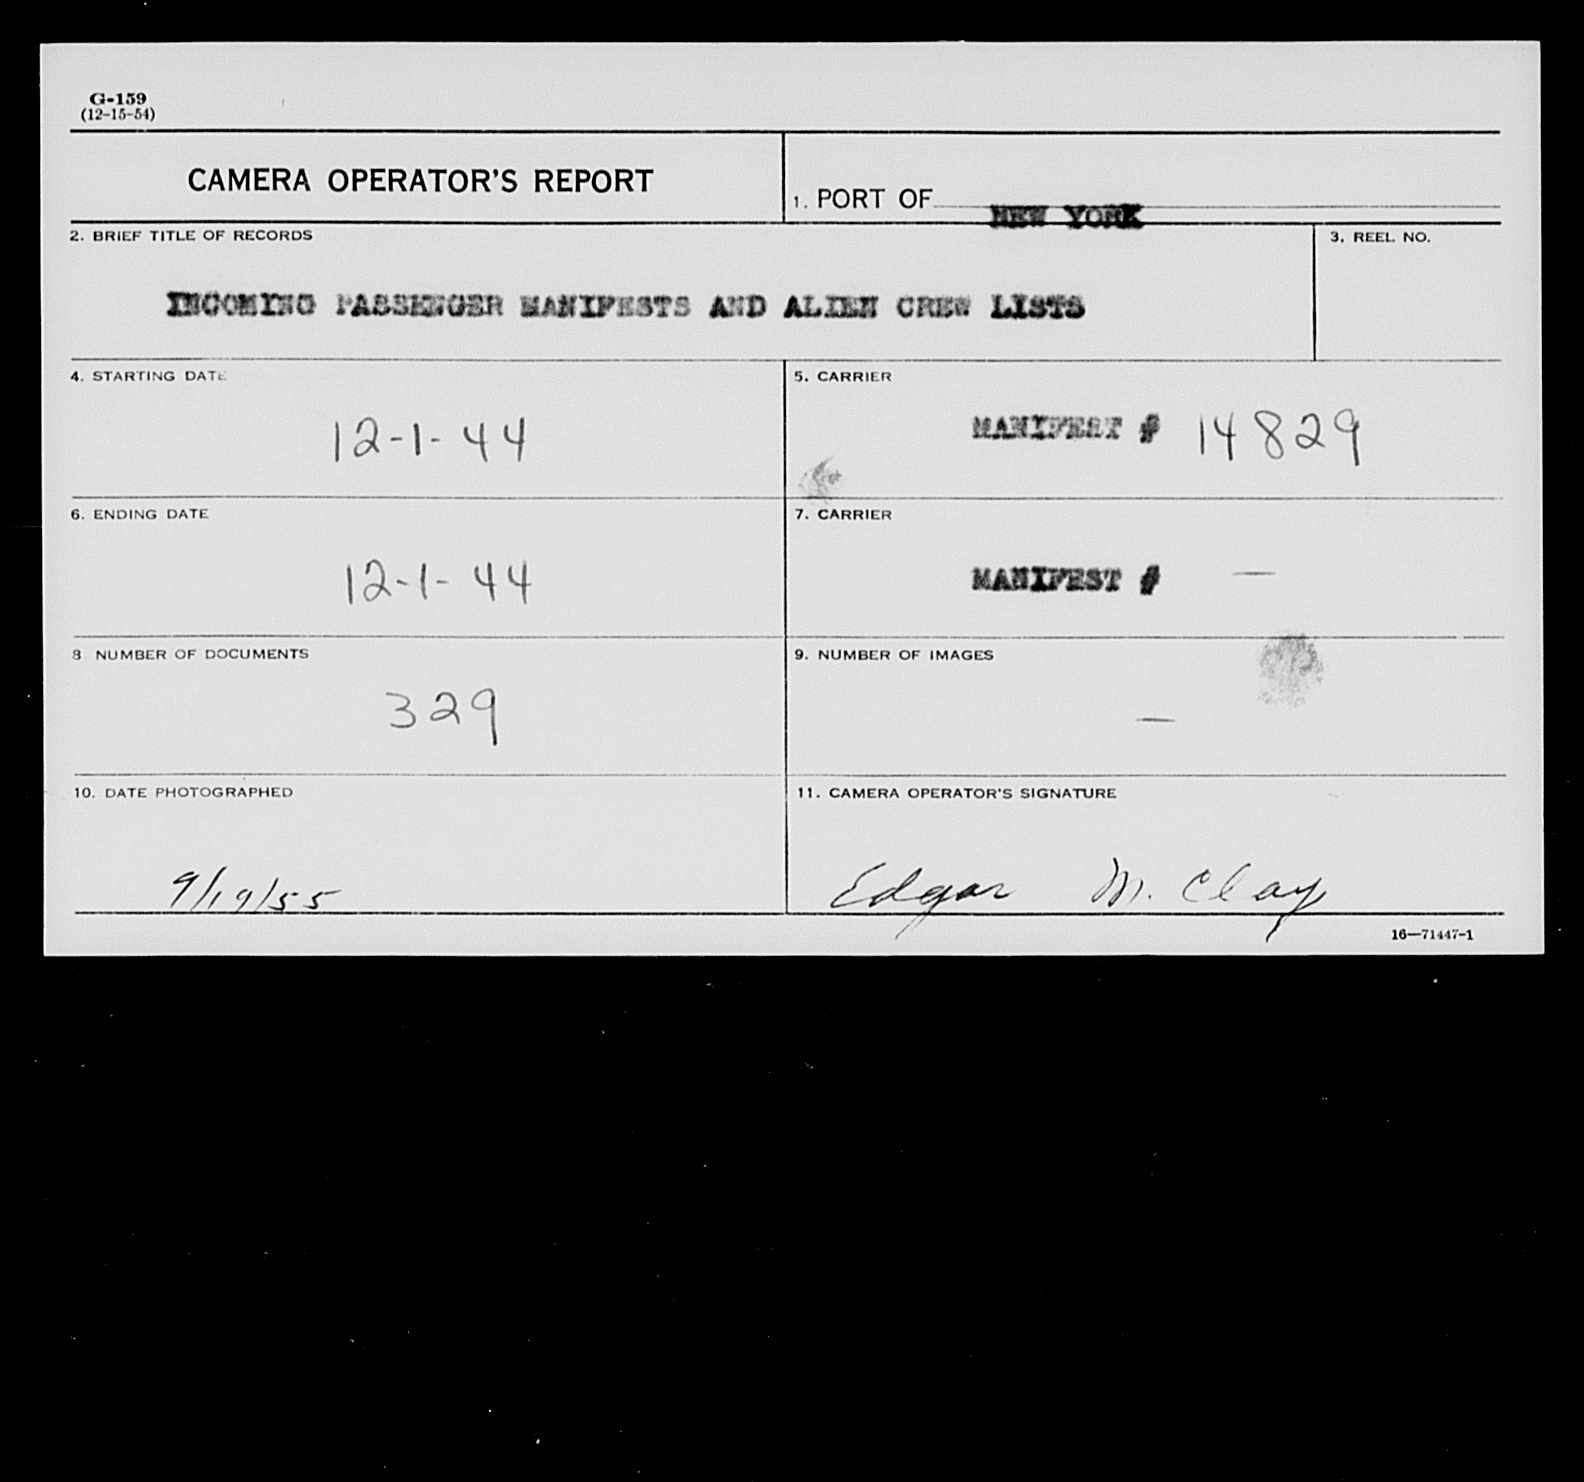 G-159
(12-15-54)
CAMERA OPERATOR'S REPORT
1. PORT OF NEW YORK
2. BRIEF TITLE OF RECORDS
INCOMING PASSENGER MANIFESTS AND ALIEN CREW LISTS
3. REEL NO.
4. STARTING DATE
12-1-44
5. CARRIER
MANIFEST # 14829
6. ENDING DATE
12-1-44
7. CARRIER
MANIFEST # —
8 NUMBER OF DOCUMENTS
329
9. NUMBER OF IMAGES
—
10. DATE PHOTOGRAPHED
9/19/55
11. CAMERA OPERATOR'S SIGNATURE
Edgar M. Clay
16—71447-1